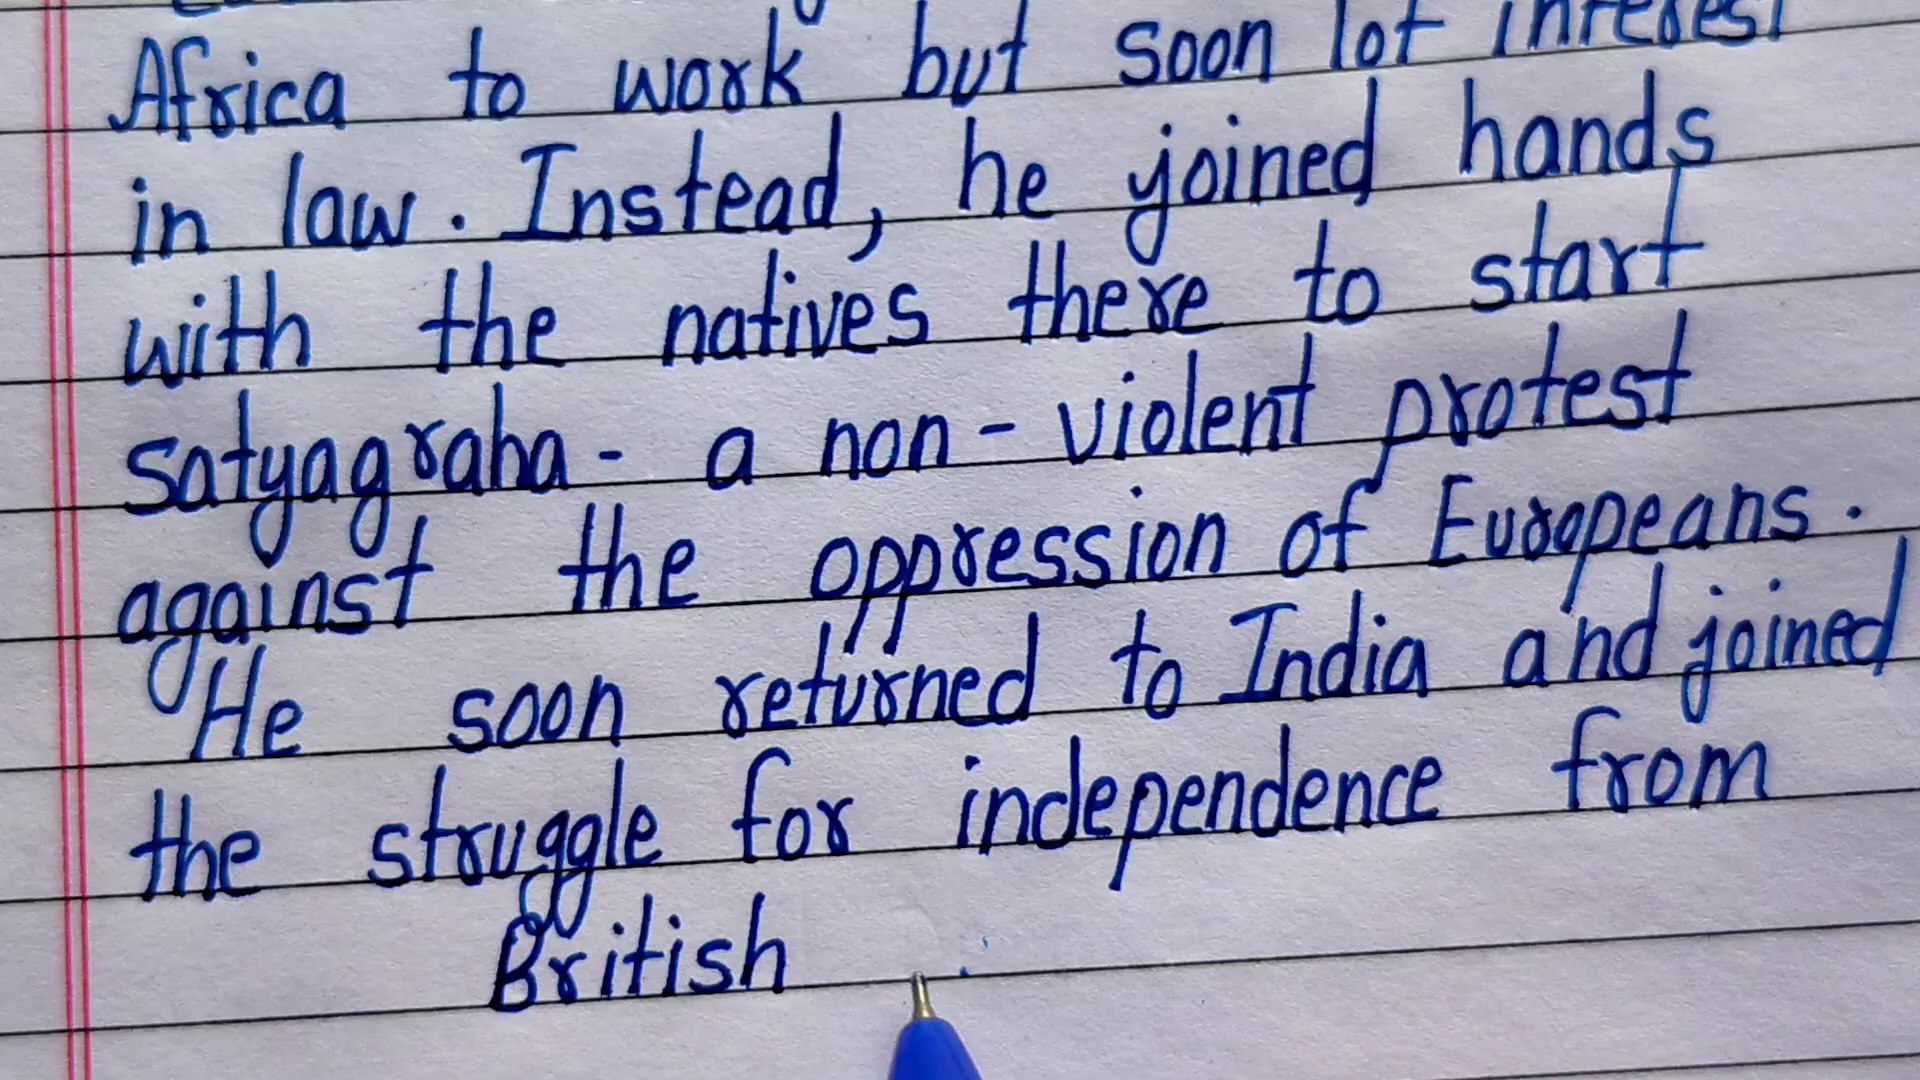 Africa to work but soon lot interest
in law. Instead, he joined hands
with the natives there to start
satyagraha - a non - violent protest
against the oppression of Europeans.
He soon returned to India and joined
the struggle for independence from
British